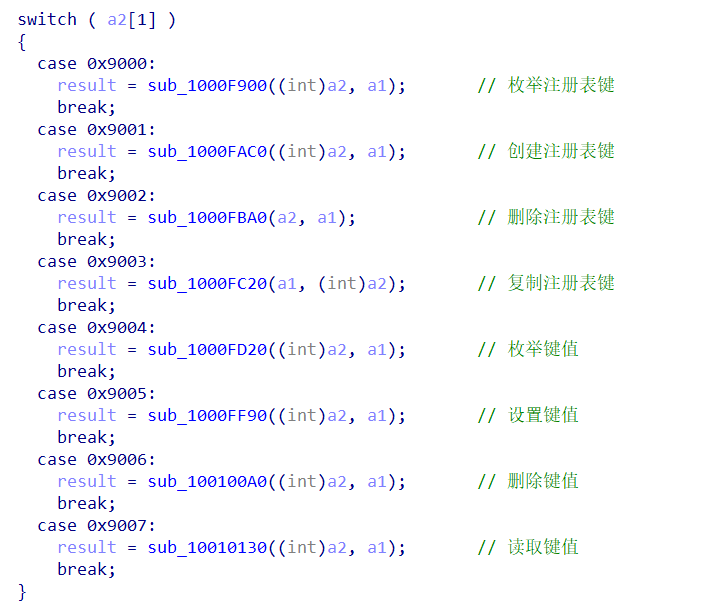 switch ( a2[1] )
{
case 0x9000:
result = sub_1000F900((int)a2, a1); // 枚举注册表键
break;
case 0x9001:
result = sub_1000FAC0((int)a2, a1); // 创建注册表键
break;
case 0x9002:
result = sub_1000FBA0(a2, a1); // 删除注册表键
break;
case 0x9003:
result = sub_1000FC20(a1, (int)a2); // 复制注册表键
break;
case 0x9004:
result = sub_1000FD20((int)a2, a1); // 枚举键值
break;
case 0x9005:
result = sub_1000FF90((int)a2, a1); // 设置键值
break;
case 0x9006:
result = sub_100100A0((int)a2, a1); // 删除键值
break;
case 0x9007:
result = sub_10010130((int)a2, a1); // 读取键值
break;
}